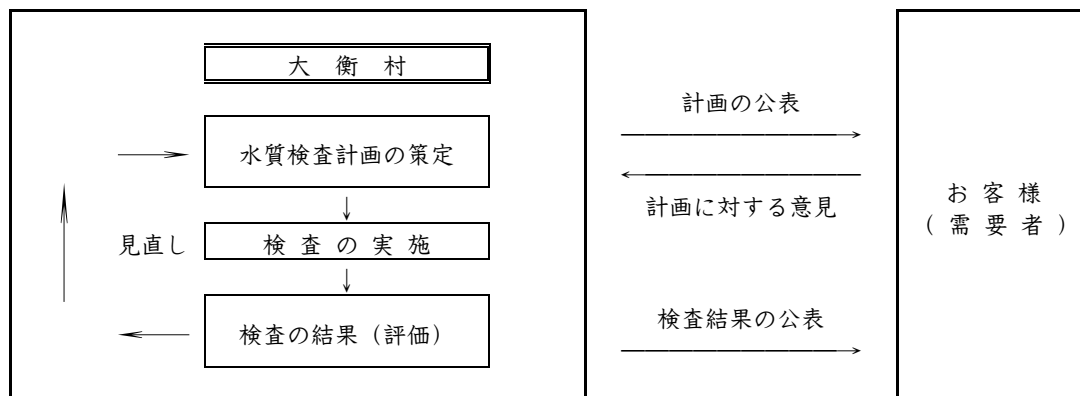 大 衡 村
水質検査計画の策定
見直し
検 査 の 実 施
検査の結果（評価）
計画の公表
計画に対する意見
検査結果の公表
お 客 様
( 需 要 者 )